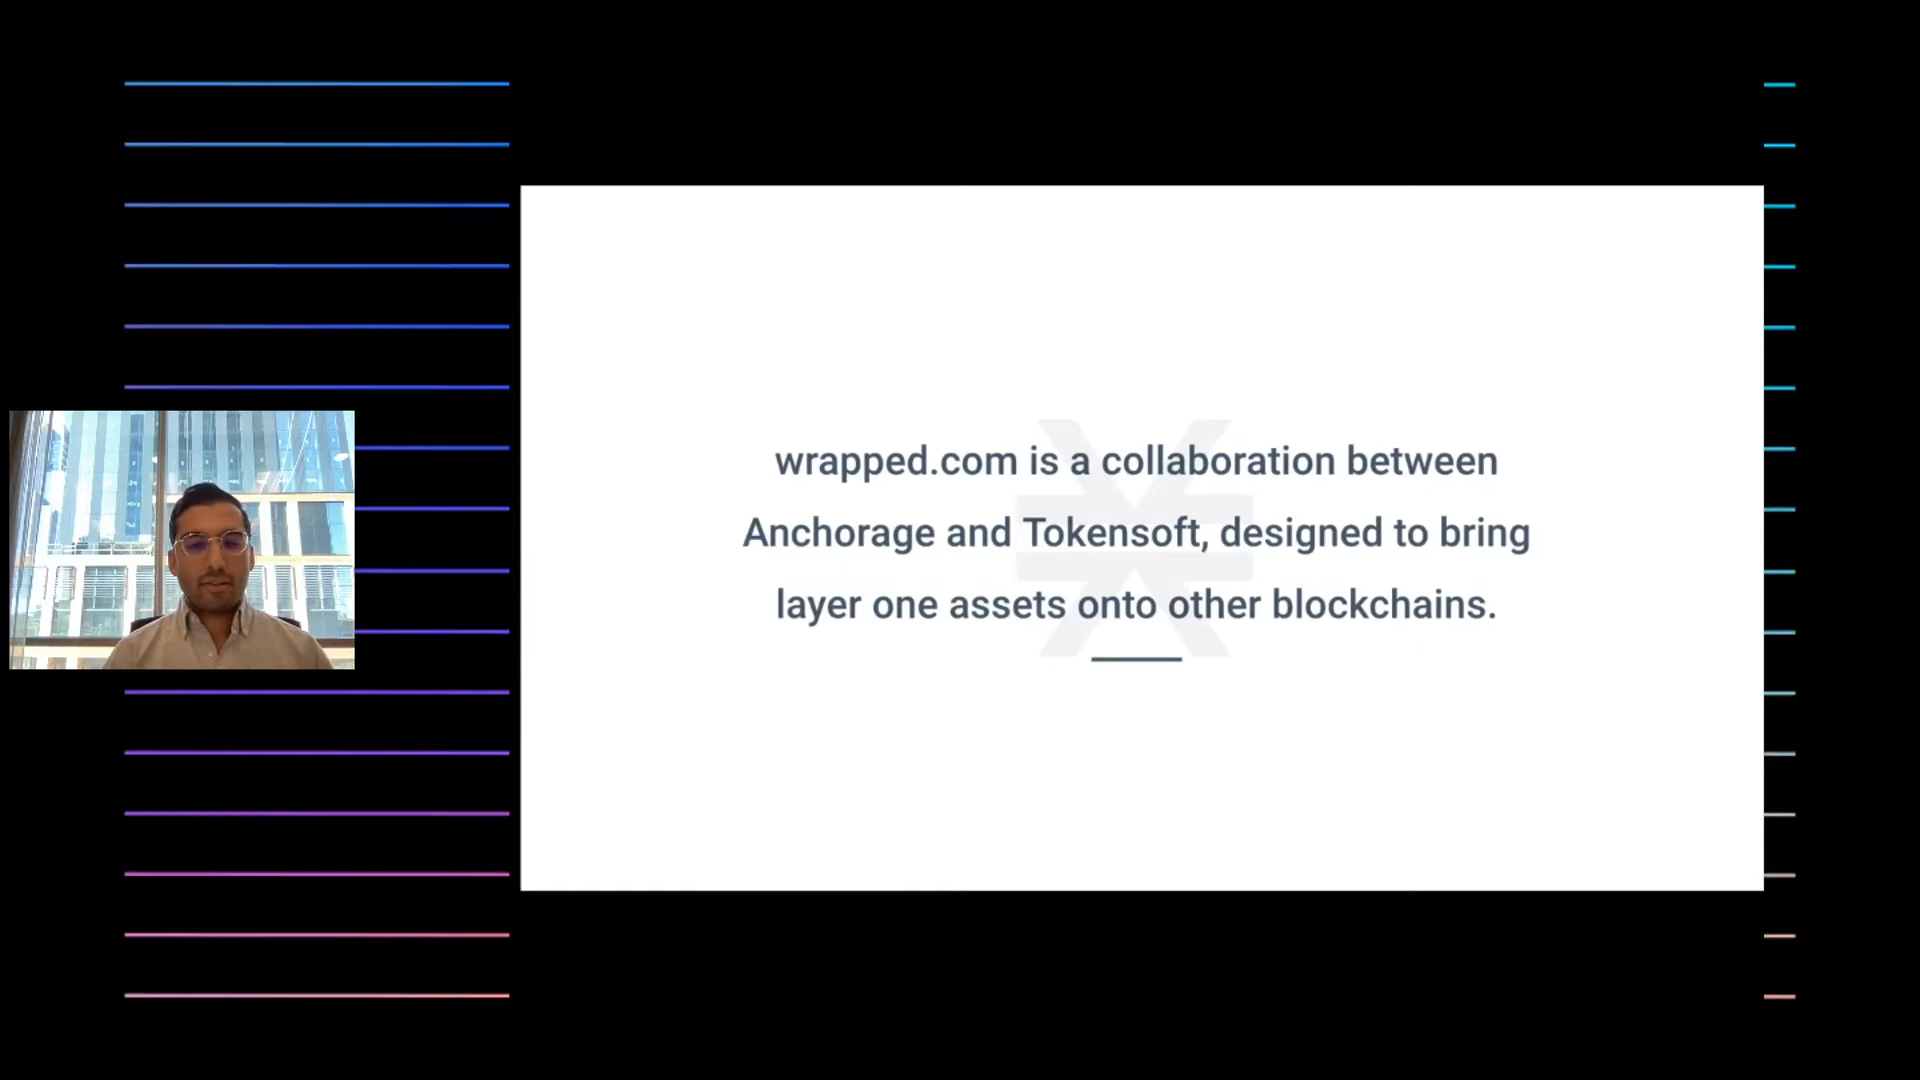 wrapped.com is a collaboration between
Anchorage and Tokensoft, designed to bring
layer one assets onto other blockchains.